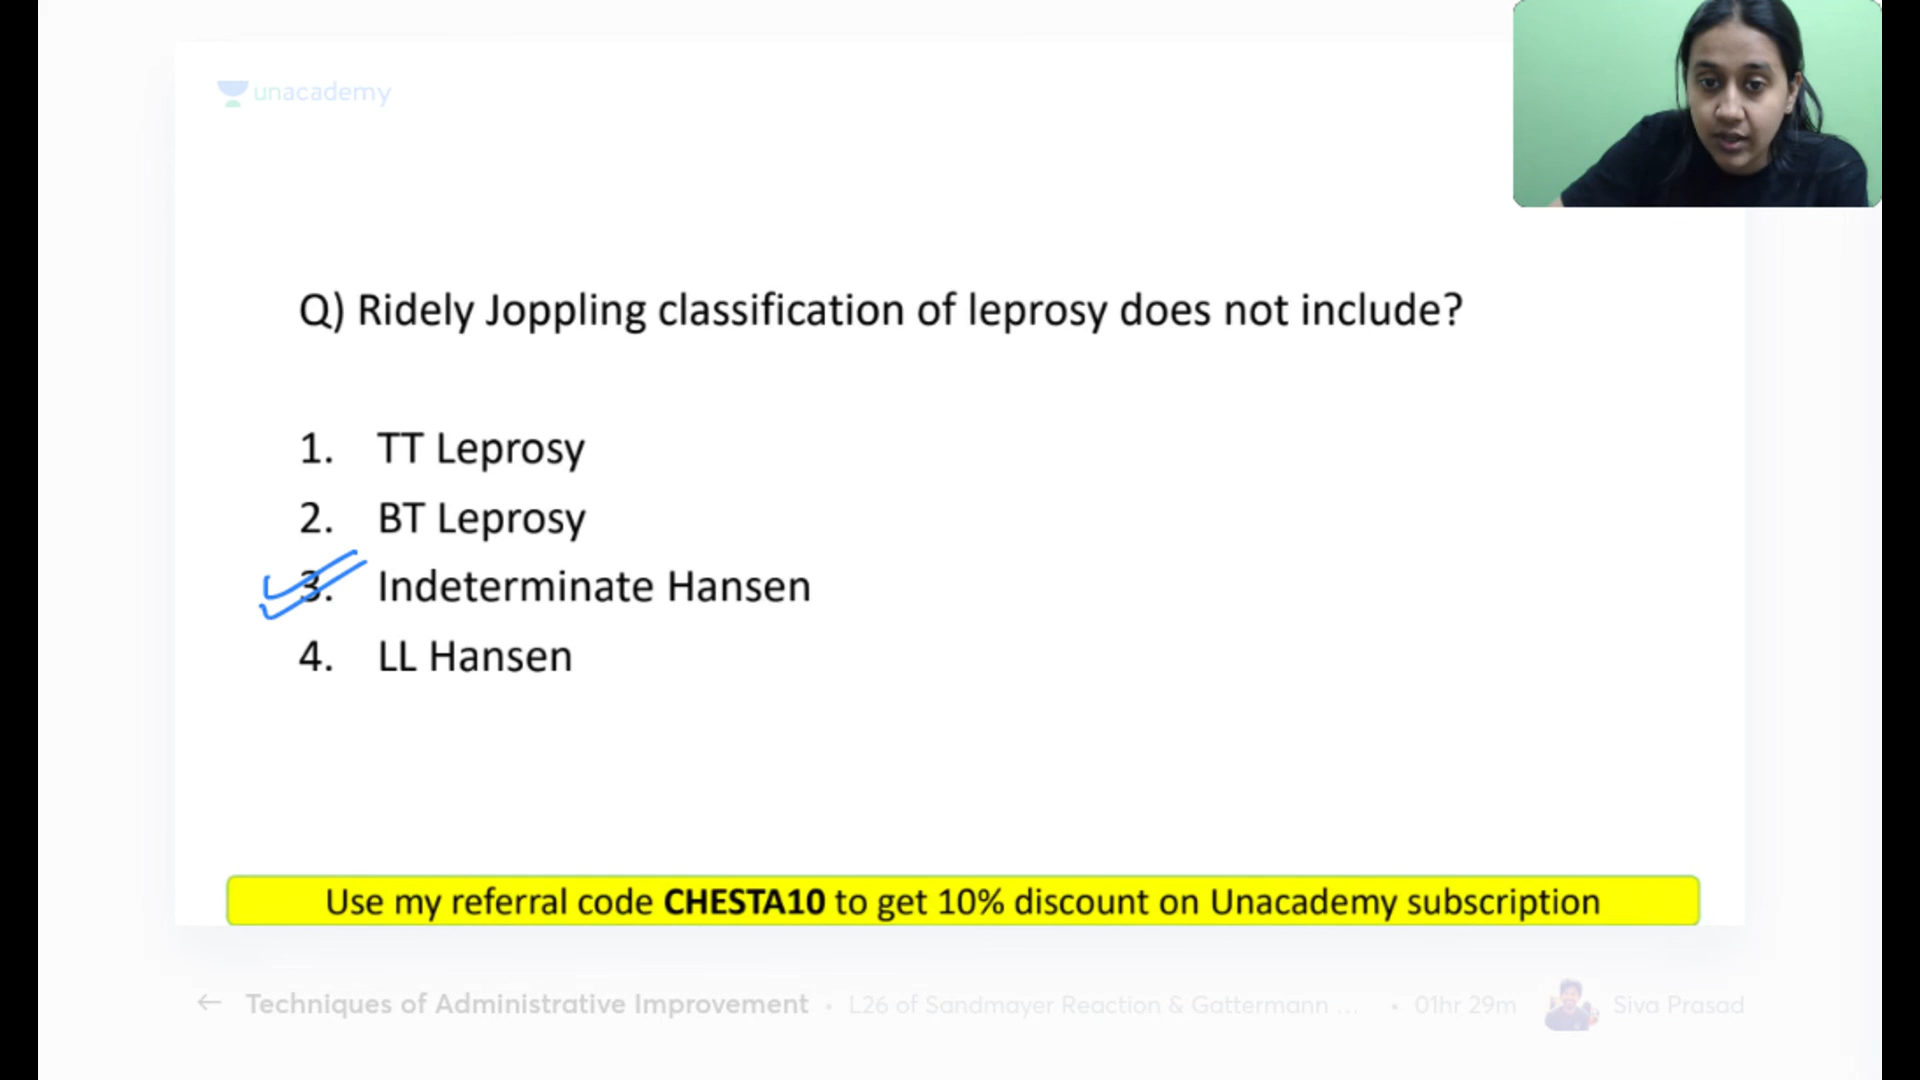 unacademy
Q) Ridely Joppling classification of leprosy does not include?
1. TT Leprosy
2. BT Leprosy
3. Indeterminate Hansen
4. LL Hansen
Use my referral code CHESTA10 to get 10% discount on Unacademy subscription
← Techniques of Administrative Improvement • L26 of Sandmayer Reaction & Gattermann ... • 01hr 29m Siva Prasad